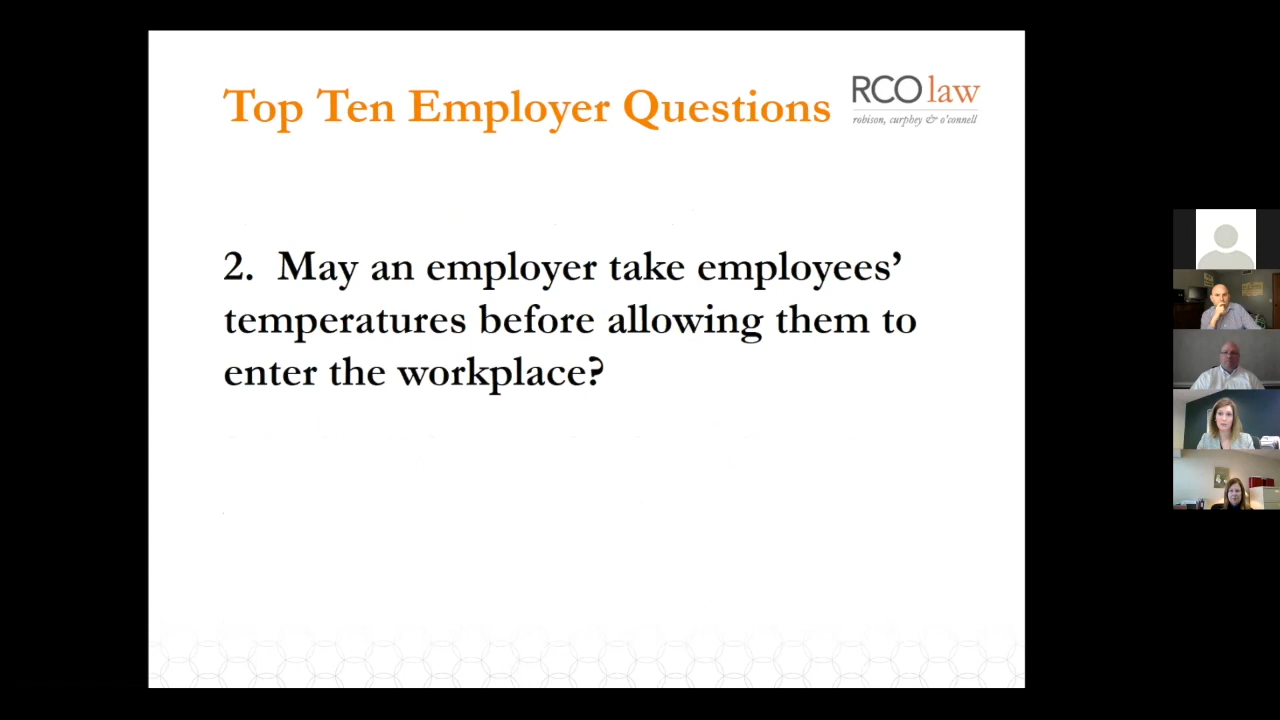 Top Ten Employer Questions
RCO law
robison, curphey & o'connell
2. May an employer take employees’
temperatures before allowing them to
enter the workplace?